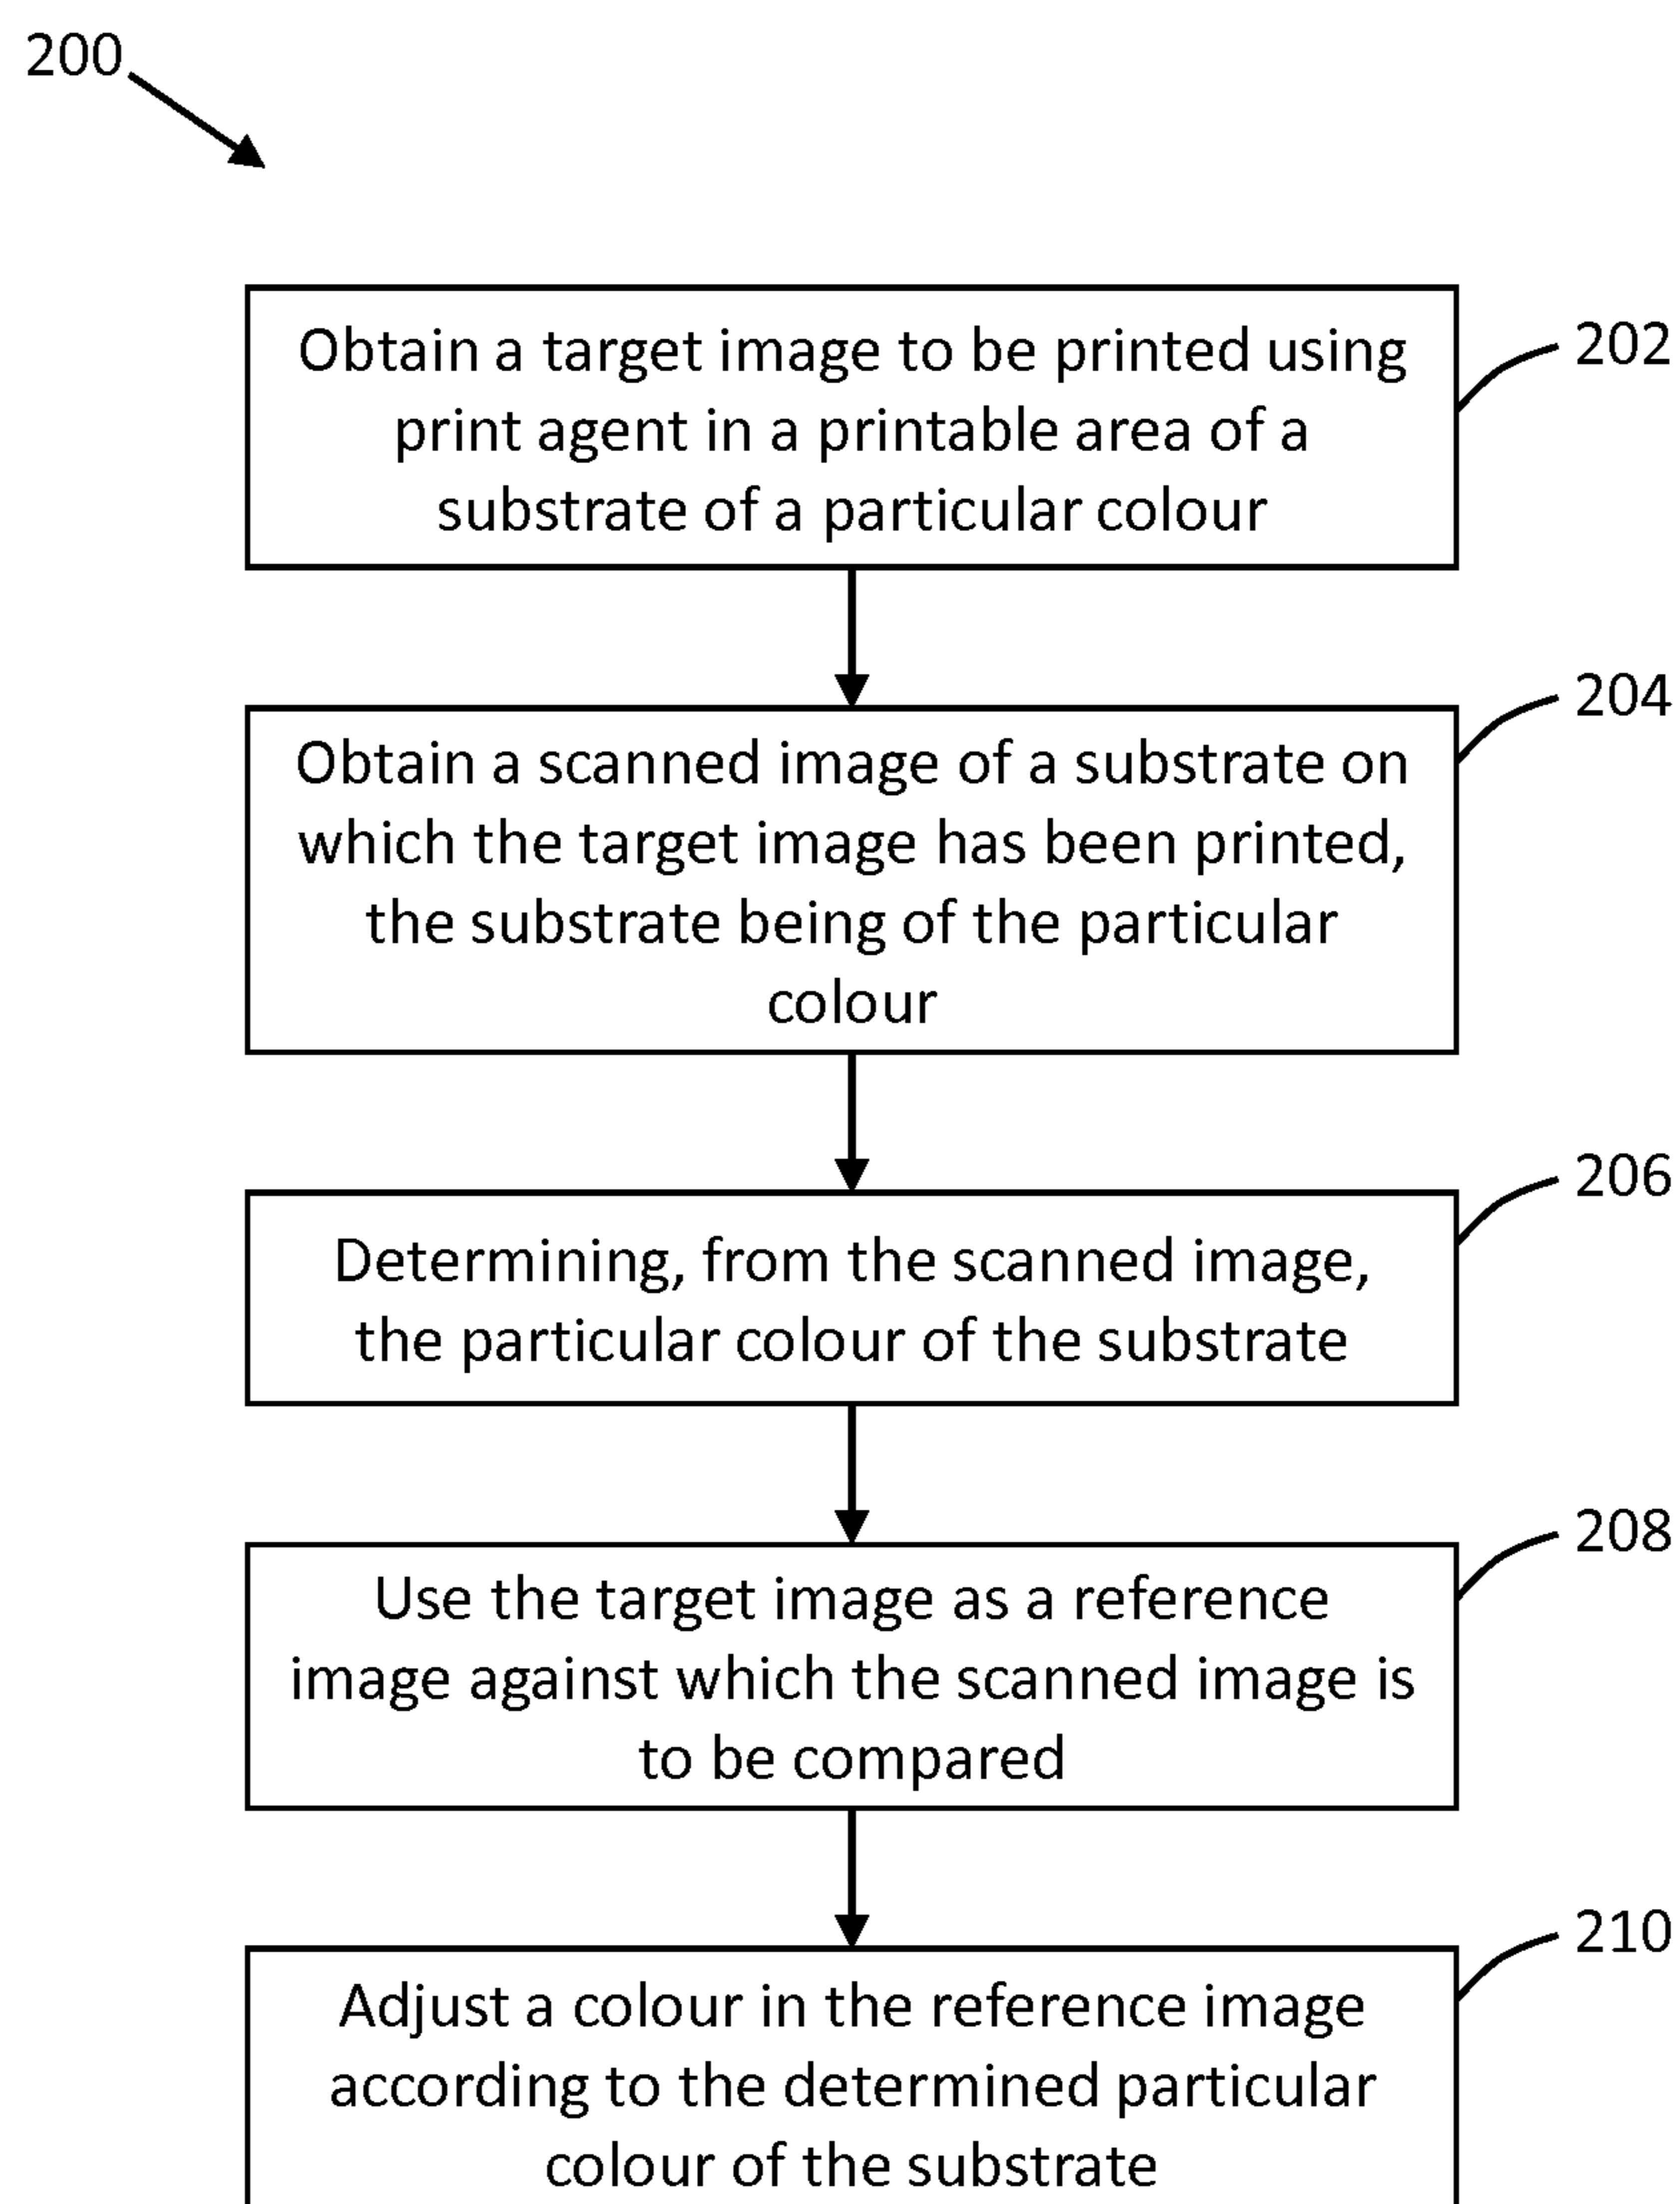 200
Obtain a target image to be printed using
print agent in a printable area of a
substrate of a particular colour
202
Obtain a scanned image of a substrate on
which the target image has been printed,
the substrate being of the particular
colour
204
Determining, from the scanned image,
the particular colour of the substrate
206
Use the target image as a reference
image against which the scanned image is
to be compared
208
Adjust a colour in the reference image
according to the determined particular
colour of the substrate
210